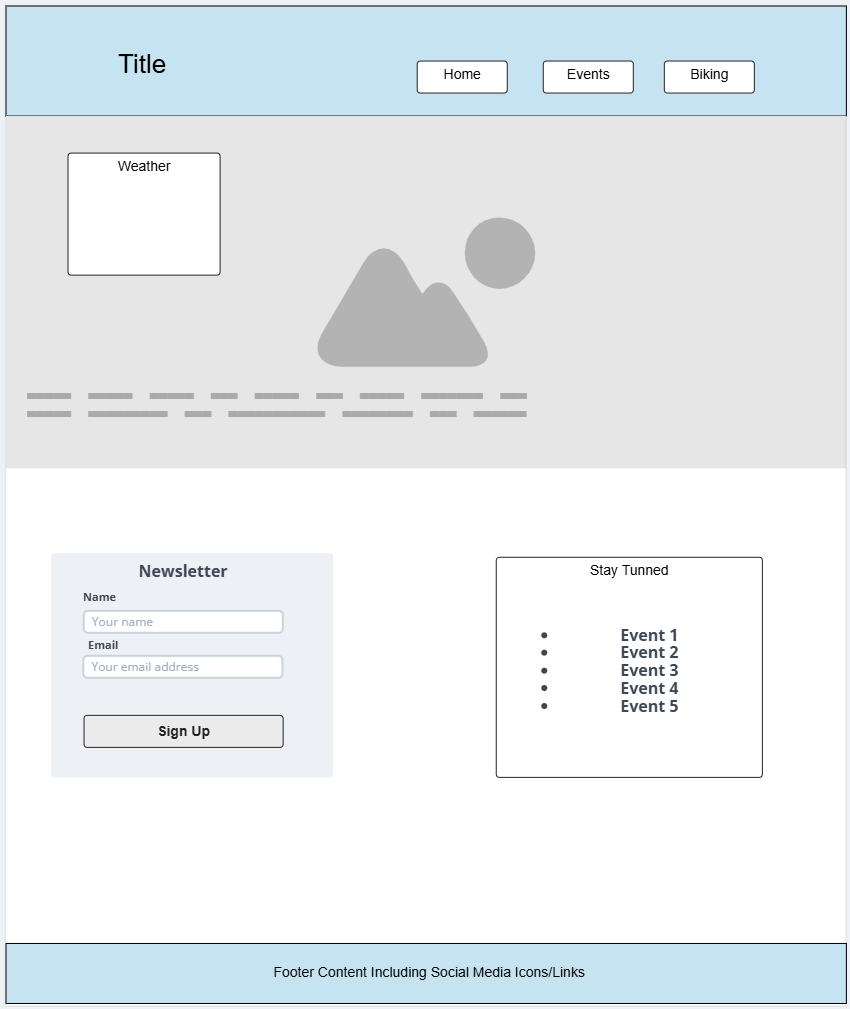 Title
Home
Events
Biking
Weather
Newsletter
Name
Your name
Email
Your email address
Sign Up
Stay Tunned
Event 1
Event 2
Event 3
Event 4
Event 5
Footer Content Including Social Media Icons/Links